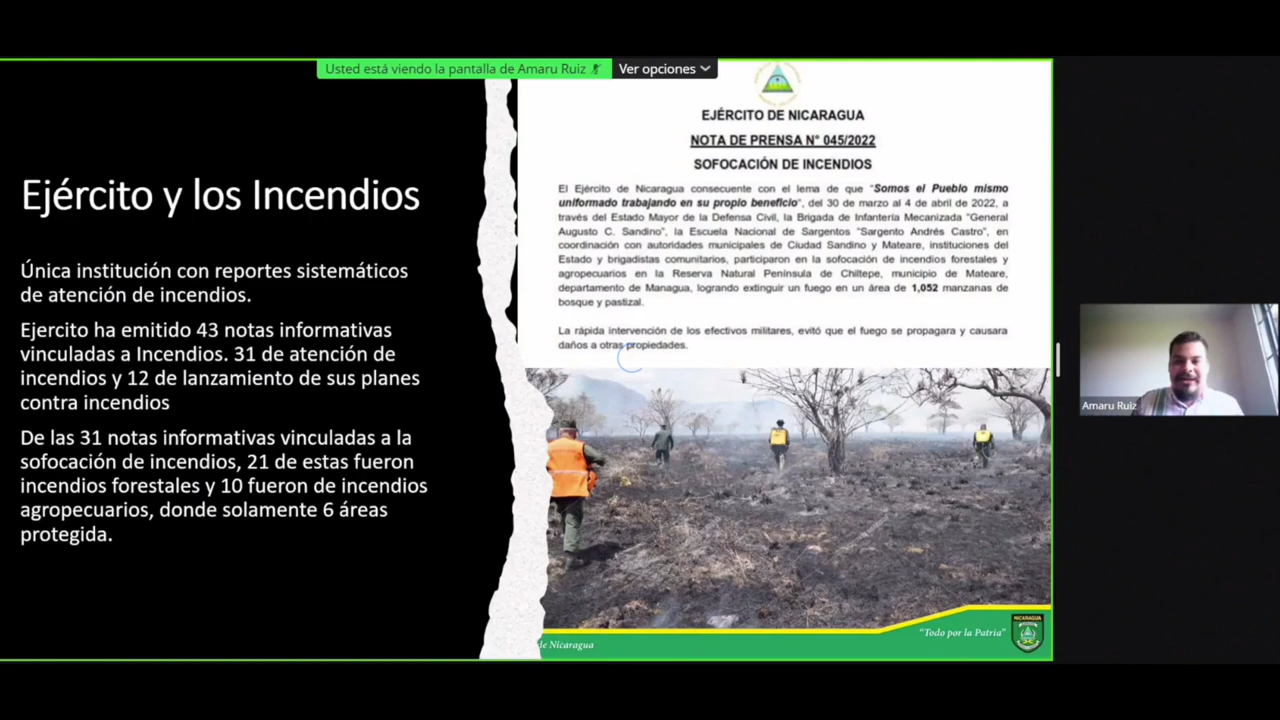 Usted está viendo la pantalla de Amaru Ruiz
Ver opciones
Ejército y los Incendios
Única institución con reportes sistemáticos
de atención de incendios.
Ejercito ha emitido 43 notas informativas
vinculadas a Incendios. 31 de atención de
incendios y 12 de lanzamiento de sus planes
contra incendios
De las 31 notas informativas vinculadas a la
sofocación de incendios, 21 de estas fueron
incendios forestales y 10 fueron de incendios
agropecuarios, donde solamente 6 áreas
protegida.
EJÉRCITO DE NICARAGUA
NOTA DE PRENSA N° 045/2022
SOFOCACIÓN DE INCENDIOS
El Ejército de Nicaragua consecuente con el lema de que "Somos el Pueblo mismo
uniformado trabajando en su propio beneficio", del 30 de marzo al 4 de abril de 2022, a
través del Estado Mayor de la Defensa Civil, la Brigada de Infantería Mecanizada "General
Augusto C. Sandino", la Escuela Nacional de Sargentos "Sargento Andrés Castro", en
coordinación con autoridades municipales de Ciudad Sandino y Mateare, instituciones del
Estado y brigadistas comunitarios, participaron en la sofocación de incendios forestales y
agropecuarios en la Reserva Natural Península de Chiltepe, municipio de Mateare,
departamento de Managua, logrando extinguir un fuego en un área de 1,052 manzanas de
bosque y pastizal.
La rápida intervención de los efectivos militares, evitó que el fuego se propagara y causara
daños a otras propiedades.
de Nicaragua
"Todo por la Patria"
NICARAGUA
Amaru Ruiz